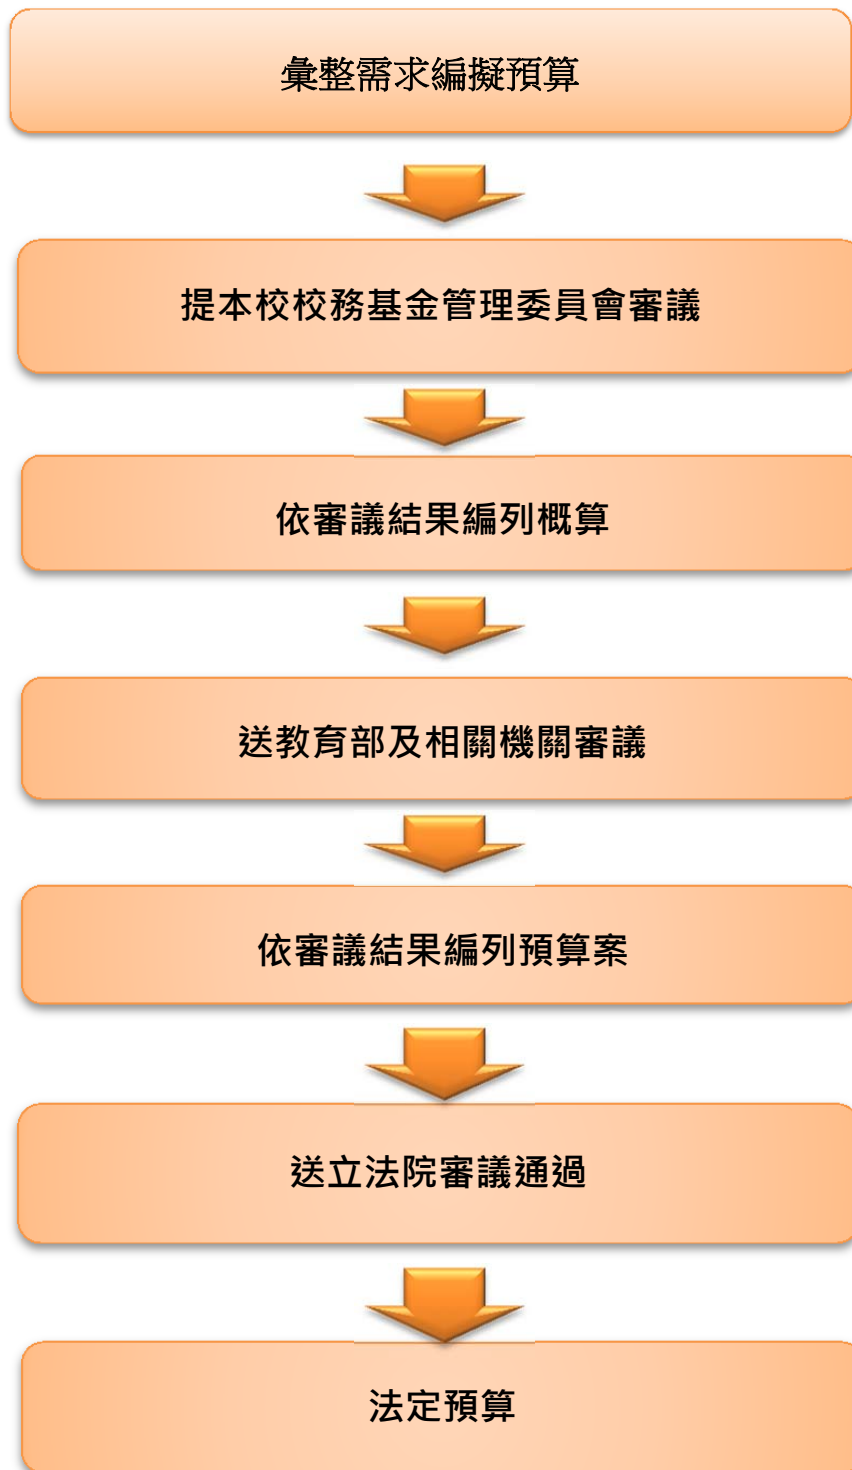 彙整需求編擬預算
提本校校務基金管理委員會審議
依審議結果編列概算
送教育部及相關機關審議
依審議結果編列預算案
送立法院審議通過
法定預算